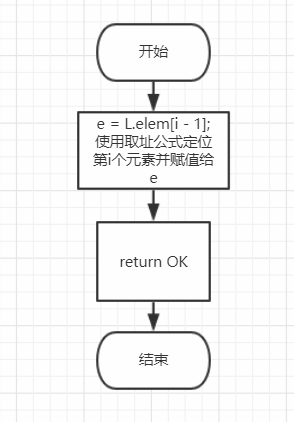 开始
e = L.elem[i - 1];
使用取址公式定位
第i个元素并赋值给
e
return OK
结束